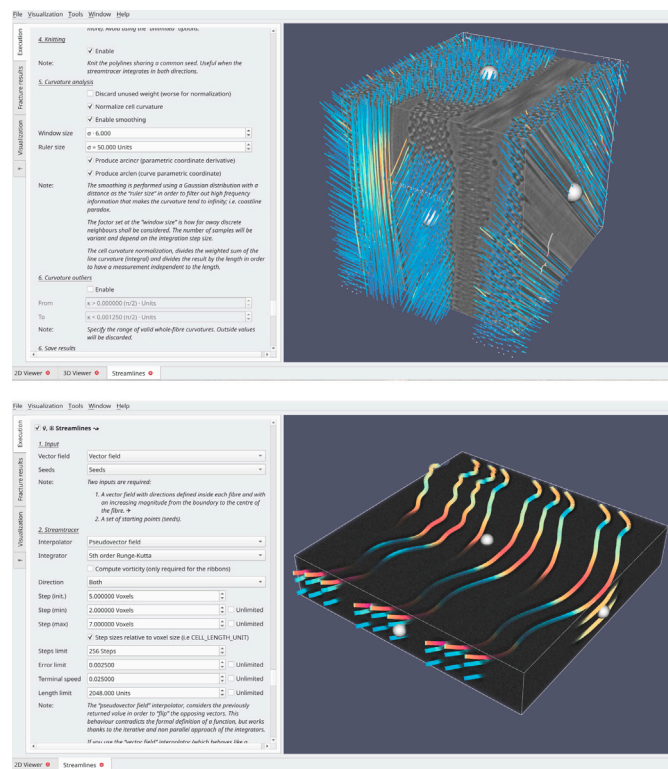 File Visualization Tools Window Help
Execution
Fracture results
Visualization
more). Avoid using the "unlimited" options.
4. Knitting
Enable
Note: Knit the polylines sharing a common seed. Useful when the
streamtracer integrates in both directions.
5. Curvature analysis
Discard unused weight (worse for normalization)
Normalize cell curvature
Enable smoothing
Window size σ · 6.000
Ruler size σ = 50.000 Units
Produce arcincr (parametric coordinate derivative)
Produce arclen (curve parametric coordinate)
Note: The smoothing is performed using a Gaussian distribution with a
distance as the "ruler size" in order to filter out high frequency
information that makes the curvature tend to infinity; i.e. coastline
paradox.
The factor set at the "window size" is how far away discrete
neighbours shall be considered. The number of samples will be
variant and depend on the integration step size.
The cell curvature normalization, divides the weighted sum of the
line curvature (integral) and divides the result by the length in order
to have a measurement independent to the length.
6. Curvature outliers
Enable
From κ > 0.000000 (π/2) · Units
To κ < 0.001250 (π/2) · Units
Note: Specify the range of valid whole-fibre curvatures. Outside values
will be discarded.
6. Save results
2D Viewer 3D Viewer Streamlines
File Visualization Tools Window Help
Execution
Fracture results
Visualization
Streamlines
1. Input
Vector field Vector field
Seeds Seeds
Note: Two inputs are required:
1. A vector field with directions defined inside each fibre and with
an increasing magnitude from the boundary to the centre of
the fibre.
2. A set of starting points (seeds).
2. Streamtracer
Interpolator Pseudovector field
Integrator 5th order Runge-Kutta
Compute vorticity (only required for the ribbons)
Direction Both
Step (init.) 5.000000 Voxels
Step (min) 2.000000 Voxels Unlimited
Step (max) 7.000000 Voxels Unlimited
Step sizes relative to voxel size (i.e CELL_LENGTH_UNIT)
Steps limit 256 Steps
Error limit 0.002500 Unlimited
Terminal speed 0.025000 Unlimited
Length limit 2048.000 Units Unlimited
Note: The "pseudovector field" interpolator, considers the previously
returned value in order to "flip" the opposing vectors. This
behaviour contradicts the formal definition of a function, but works
thanks to the iterative and non parallel approach of the integrators.
If you use the "vector field" interpolator (which behaves like a
2D Viewer Streamlines